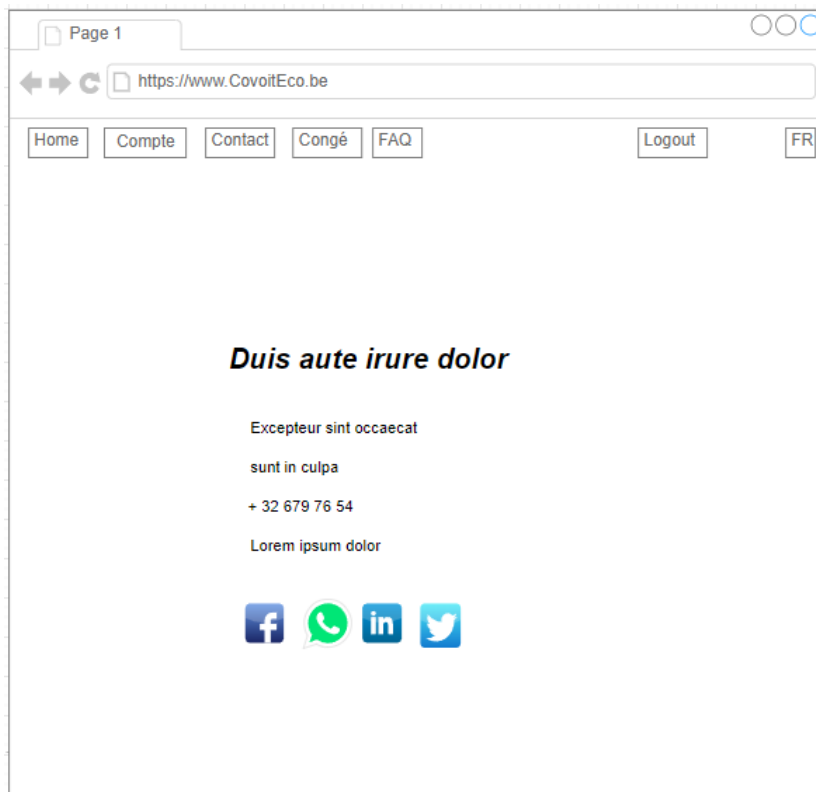 Page 1
https://www.CovoitEco.be
Home Compte Contact Congé FAQ Logout FR
Duis aute irure dolor
Excepteur sint occaecat
sunt in culpa
+ 32 679 76 54
Lorem ipsum dolor
f in